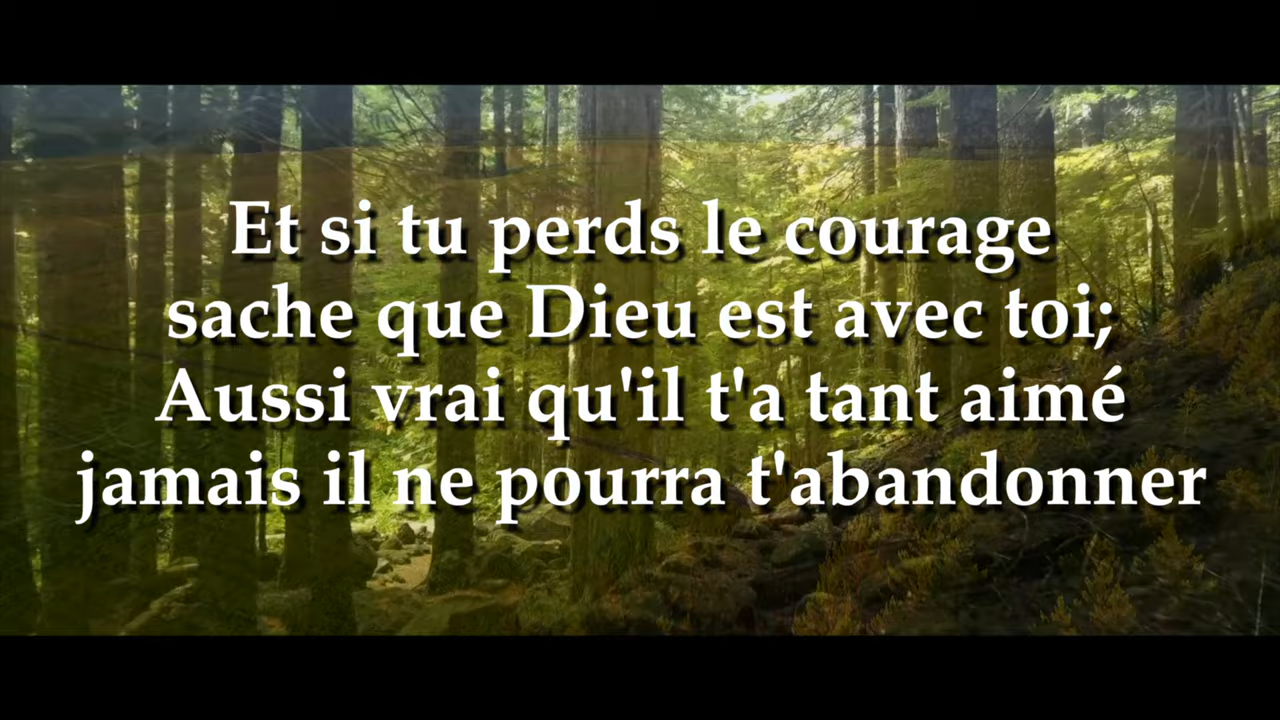 Et si tu perds le courage
sache que Dieu est avec toi;
Aussi vrai qu'il t'a tant aimé
jamais il ne pourra t'abandonner